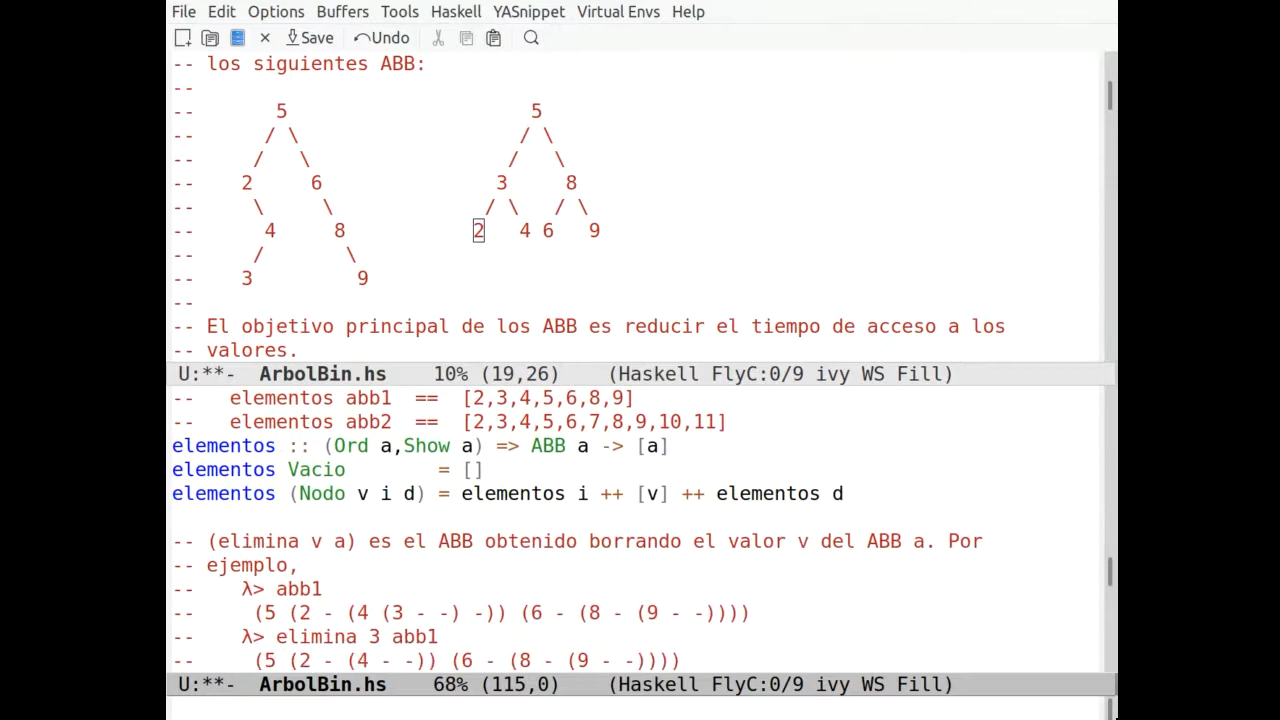 File Edit Options Buffers Tools Haskell YASnippet Virtual Envs Help
Save Undo
-- los siguientes ABB:
--
--       5                     5
--      / \                   / \
--     /   \                 /   \
--    2     6               3     8
--     \     \             / \   / \
--      4     8           2   4 6   9
--     /       \
--    3         9
--
-- El objetivo principal de los ABB es reducir el tiempo de acceso a los
-- valores.
U:**-  ArbolBin.hs    10% (19,26)    (Haskell FlyC:0/9 ivy WS Fill)
--   elementos abb1  ==  [2,3,4,5,6,8,9]
--   elementos abb2  ==  [2,3,4,5,6,7,8,9,10,11]
elementos :: (Ord a,Show a) => ABB a -> [a]
elementos Vacio        = []
elementos (Nodo v i d) = elementos i ++ [v] ++ elementos d
-- (elimina v a) es el ABB obtenido borrando el valor v del ABB a. Por
-- ejemplo,
--    λ> abb1
--     (5 (2 - (4 (3 - -) -)) (6 - (8 - (9 - -))))
--    λ> elimina 3 abb1
--     (5 (2 - (4 - -)) (6 - (8 - (9 - -))))
U:**-  ArbolBin.hs    68% (115,0)    (Haskell FlyC:0/9 ivy WS Fill)